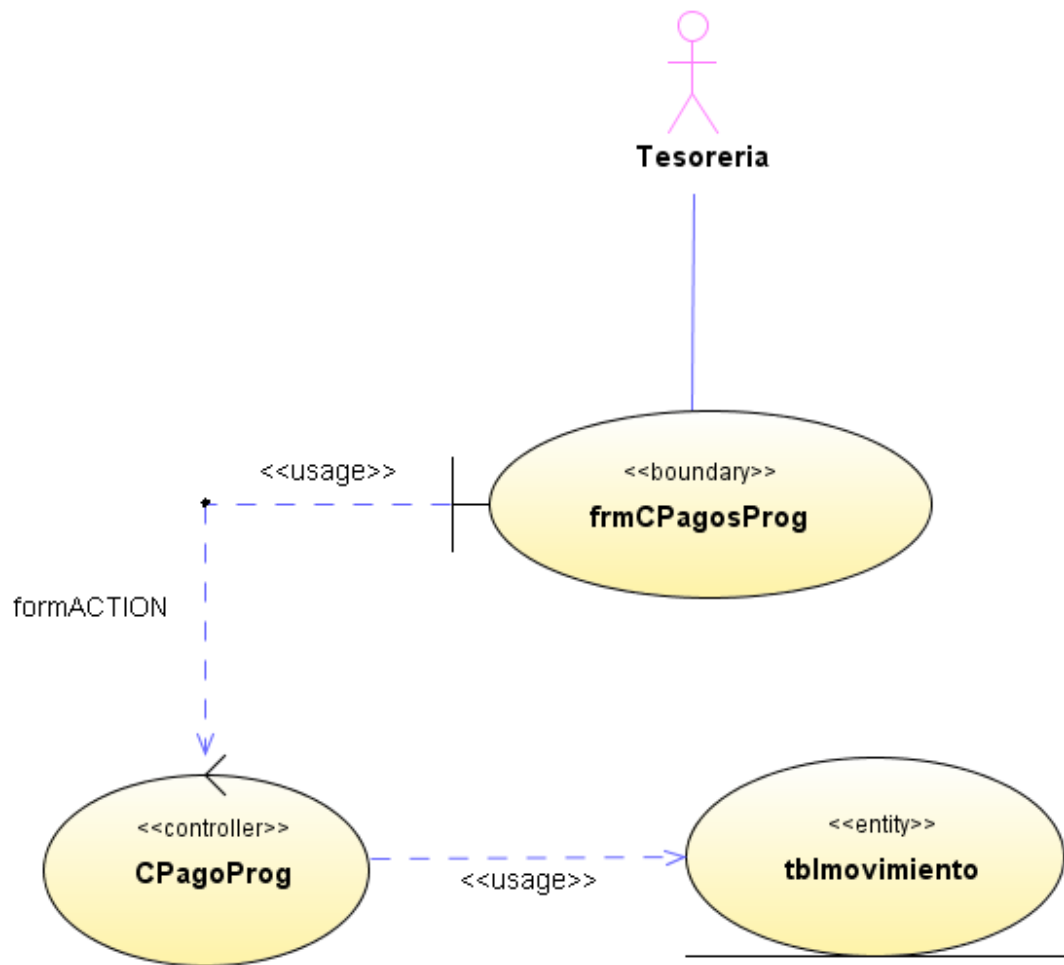 Tesoreria
<<usage>>
<<boundary>>
frmCPagosProg
formACTION
<<controller>>
CPagoProg
<<usage>>
<<entity>>
tblmovimiento